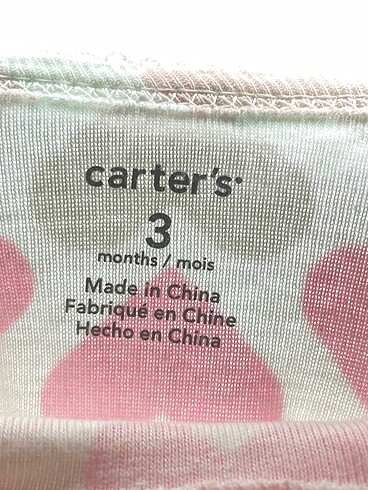 carter's
3
months / mois
Made in China
Fabriqué en Chine
Hecho en China